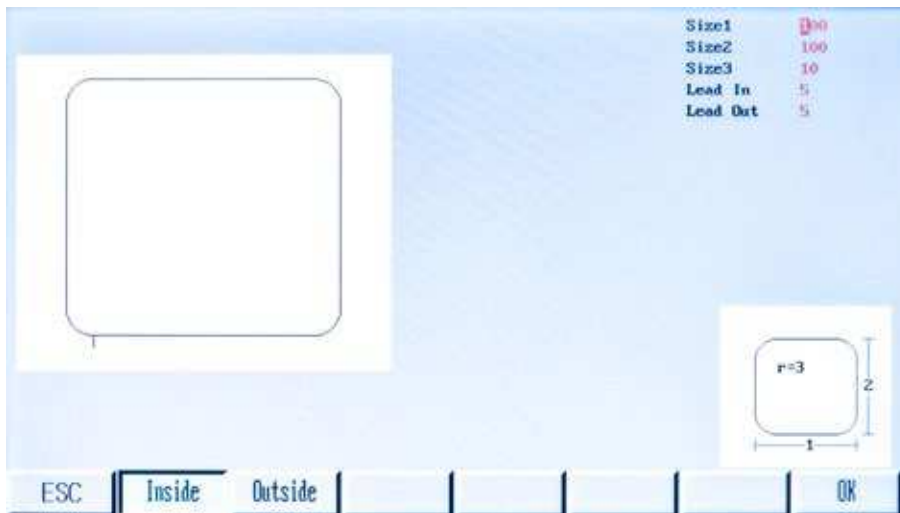 Size1 100
Size2 100
Size3 10
Lead In 5
Lead Out 5
r=3
2
1
ESC Inside Outside OK